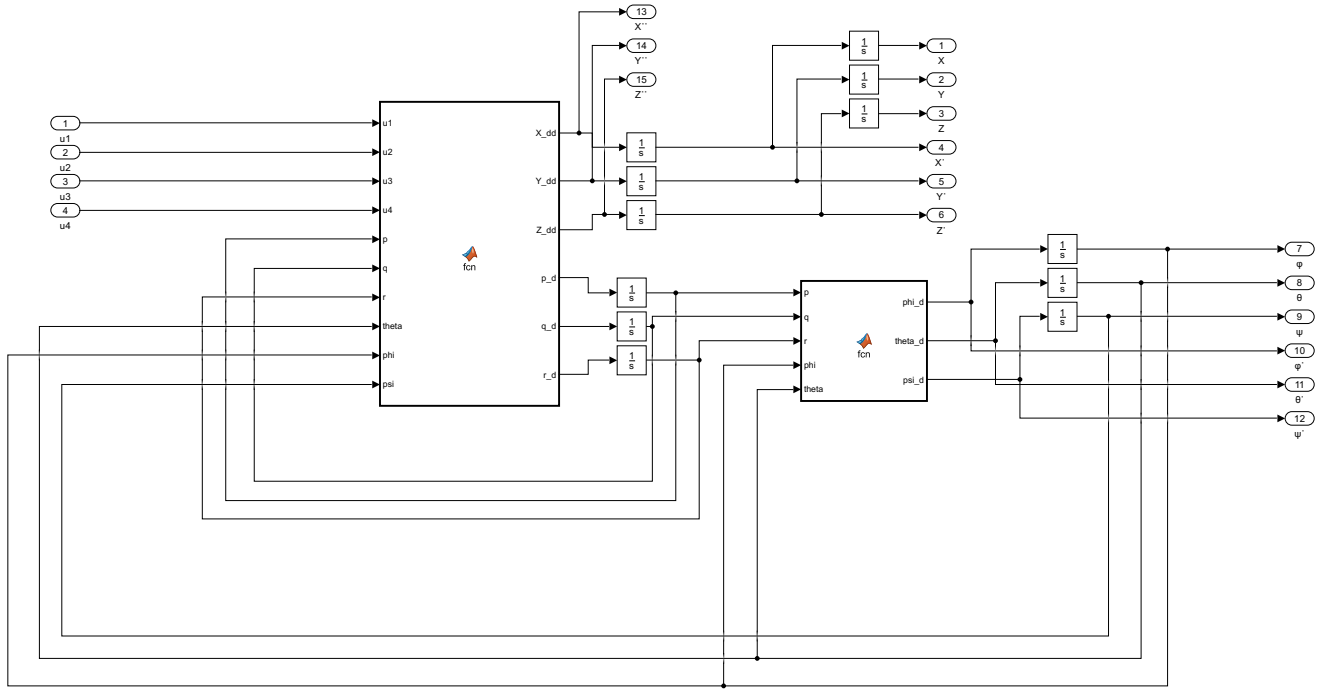 13
X``
14
Y``
15
Z``
1
s
1
X
1
s
2
Y
1
s
3
Z
1
u1
2
u2
3
u3
4
u4
u1
u2
u3
u4
p
q
r
theta
phi
psi
fcn
X_dd
Y_dd
Z_dd
p_d
q_d
r_d
1
s
4
X`
1
s
5
Y`
1
s
6
Z`
1
s
1
s
1
s
p
q
r
phi
theta
fcn
phi_d
theta_d
psi_d
1
s
7
φ
1
s
8
θ
1
s
9
ψ
10
φ`
11
θ`
12
ψ`